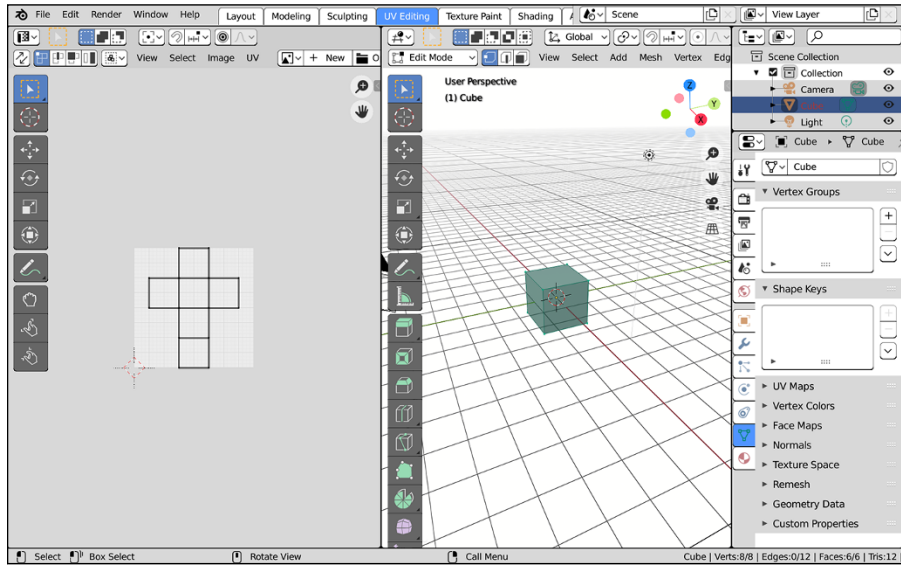 File Edit Render Window Help Layout Modeling Sculpting UV Editing Texture Paint Shading Scene View Layer
Global
View Select Image UV + New O Edit Mode View Select Add Mesh Vertex Edg
User Perspective
(1) Cube
Z
Y
X
Scene Collection
Collection
Camera
Light
Cube Cube
Cube
Vertex Groups
Shape Keys
UV Maps
Vertex Colors
Face Maps
Normals
Texture Space
Remesh
Geometry Data
Custom Properties
Select Box Select Rotate View Call Menu Cube | Verts:8/8 | Edges:0/12 | Faces:6/6 | Tris:12